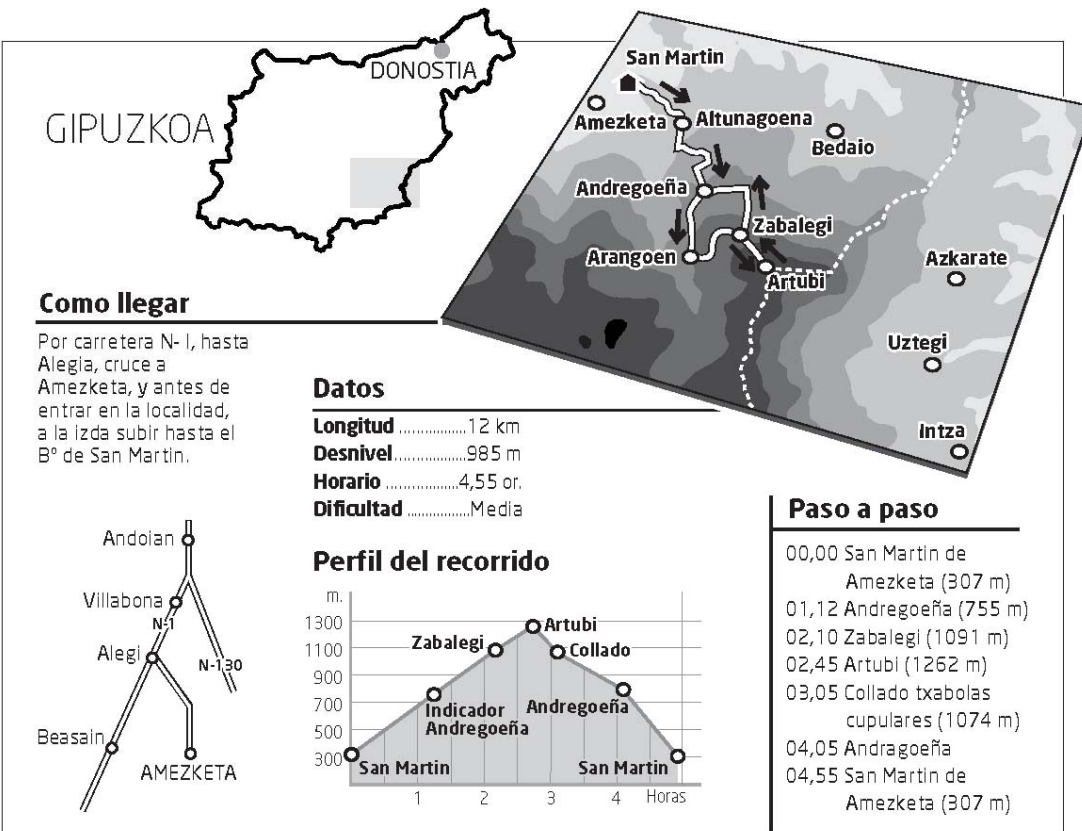 GIPUZKOA
DONOSTIA
San Martin
Amezketa
Altunagoena
Bedaio
Andregoeña
Zabalegi
Arangoen
Artubi
Azkarate
Uztegi
Intza
Como llegar
Por carretera N- I, hasta
Alegia, cruce a
Amezketa, y antes de
entrar en la localidad,
a la izda subir hasta el
Bº de San Martin.
Andoian
Villabona
N-1
Alegi
N-130
Beasain
AMEZKETA
Datos
Longitud ................. 12 km
Desnivel ................. 985 m
Horario ................. 4,55 or.
Dificultad ................. Media
Perfil del recorrido
m.
1300
1100
900
700
500
300
Artubi
Zabalegi
Collado
Indicador
Andregoeña
Andregoeña
San Martin
San Martin
1 2 3 4 Horas
Paso a paso
00,00 San Martin de
Amezketa (307 m)
01,12 Andregoeña (755 m)
02,10 Zabalegi (1091 m)
02,45 Artubi (1262 m)
03,05 Collado txabolas
cupulares (1074 m)
04,05 Andragoeña
04,55 San Martin de
Amezketa (307 m)